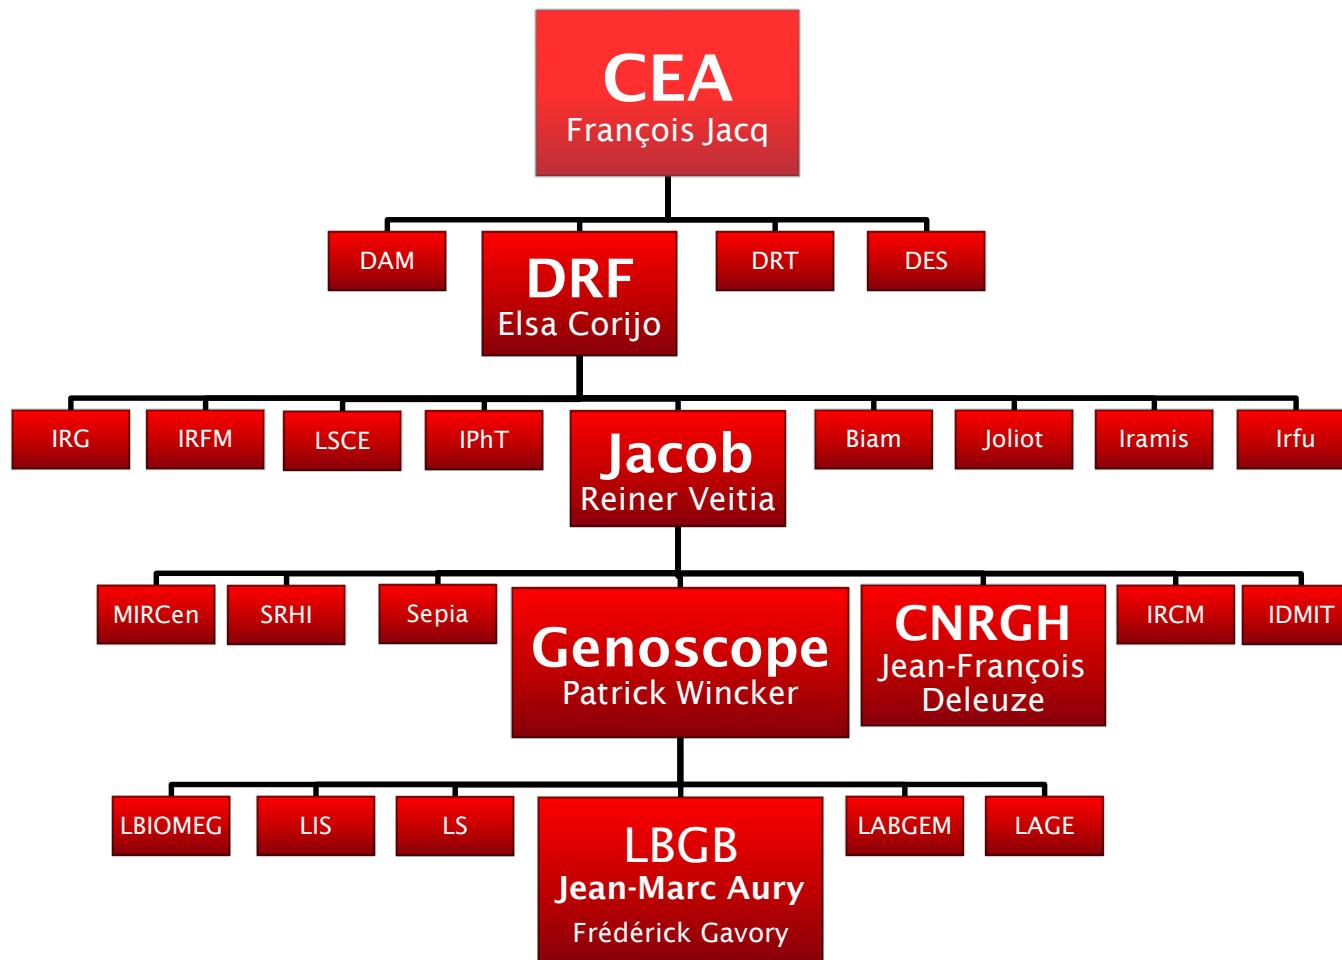 CEA
François Jacq
DAM
DRF
Elsa Corijo
DRT
DES
IRG
IRFM
LSCE
IPhT
Jacob
Reiner Veitia
Biam
Joliot
Iramis
Irfu
MIRCen
SRHI
Sepia
Genoscope
Patrick Wincker
CNRGH
Jean-François
Deleuze
IRCM
IDMIT
LBIOMEG
LIS
LS
LBGB
Jean-Marc Aury
Frédérick Gavory
LABGEM
LAGE